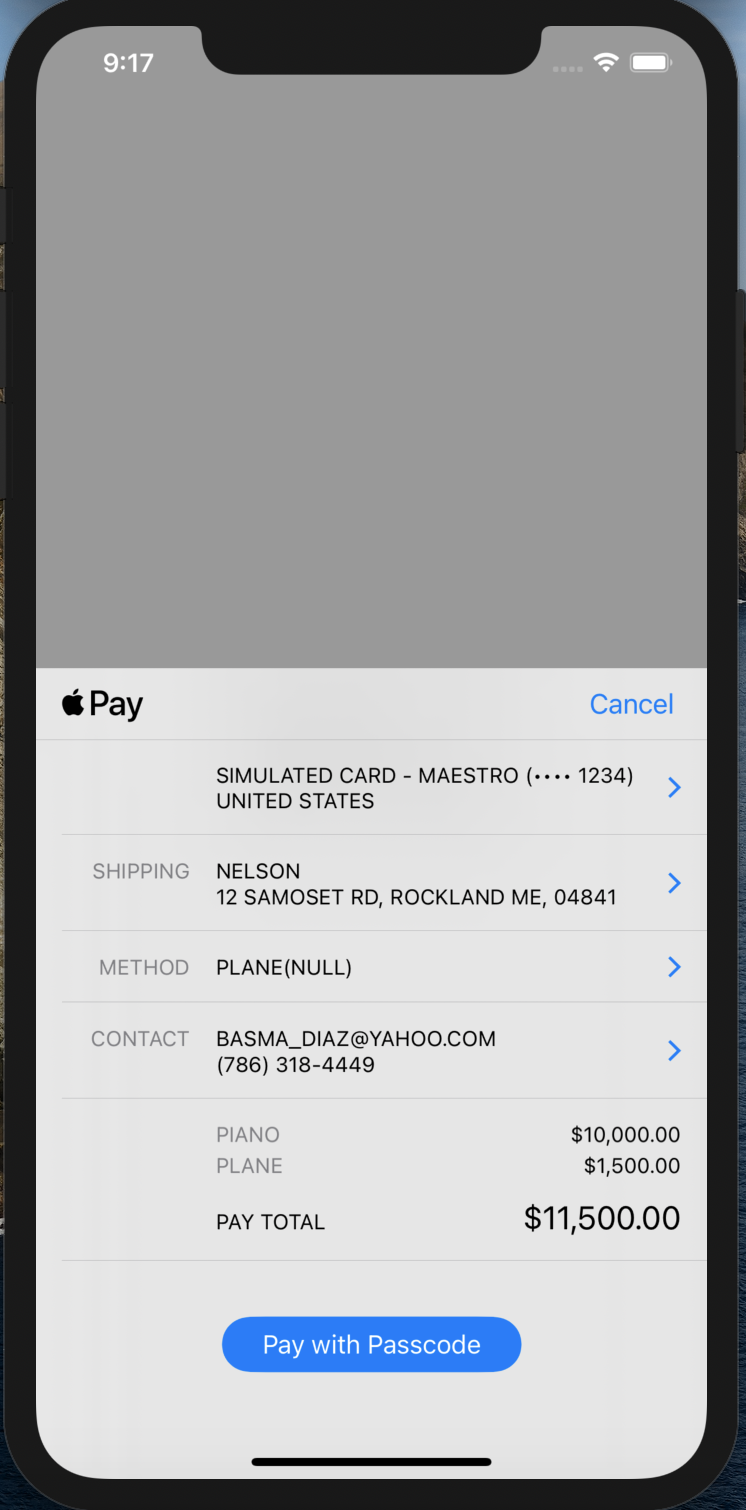 9:17
Pay
Cancel
SIMULATED CARD - MAESTRO (•••• 1234)
UNITED STATES
SHIPPING
NELSON
12 SAMOSET RD, ROCKLAND ME, 04841
METHOD
PLANE(NULL)
CONTACT
BASMA_DIAZ@YAHOO.COM
(786) 318-4449
PIANO $10,000.00
PLANE $1,500.00
PAY TOTAL $11,500.00
Pay with Passcode